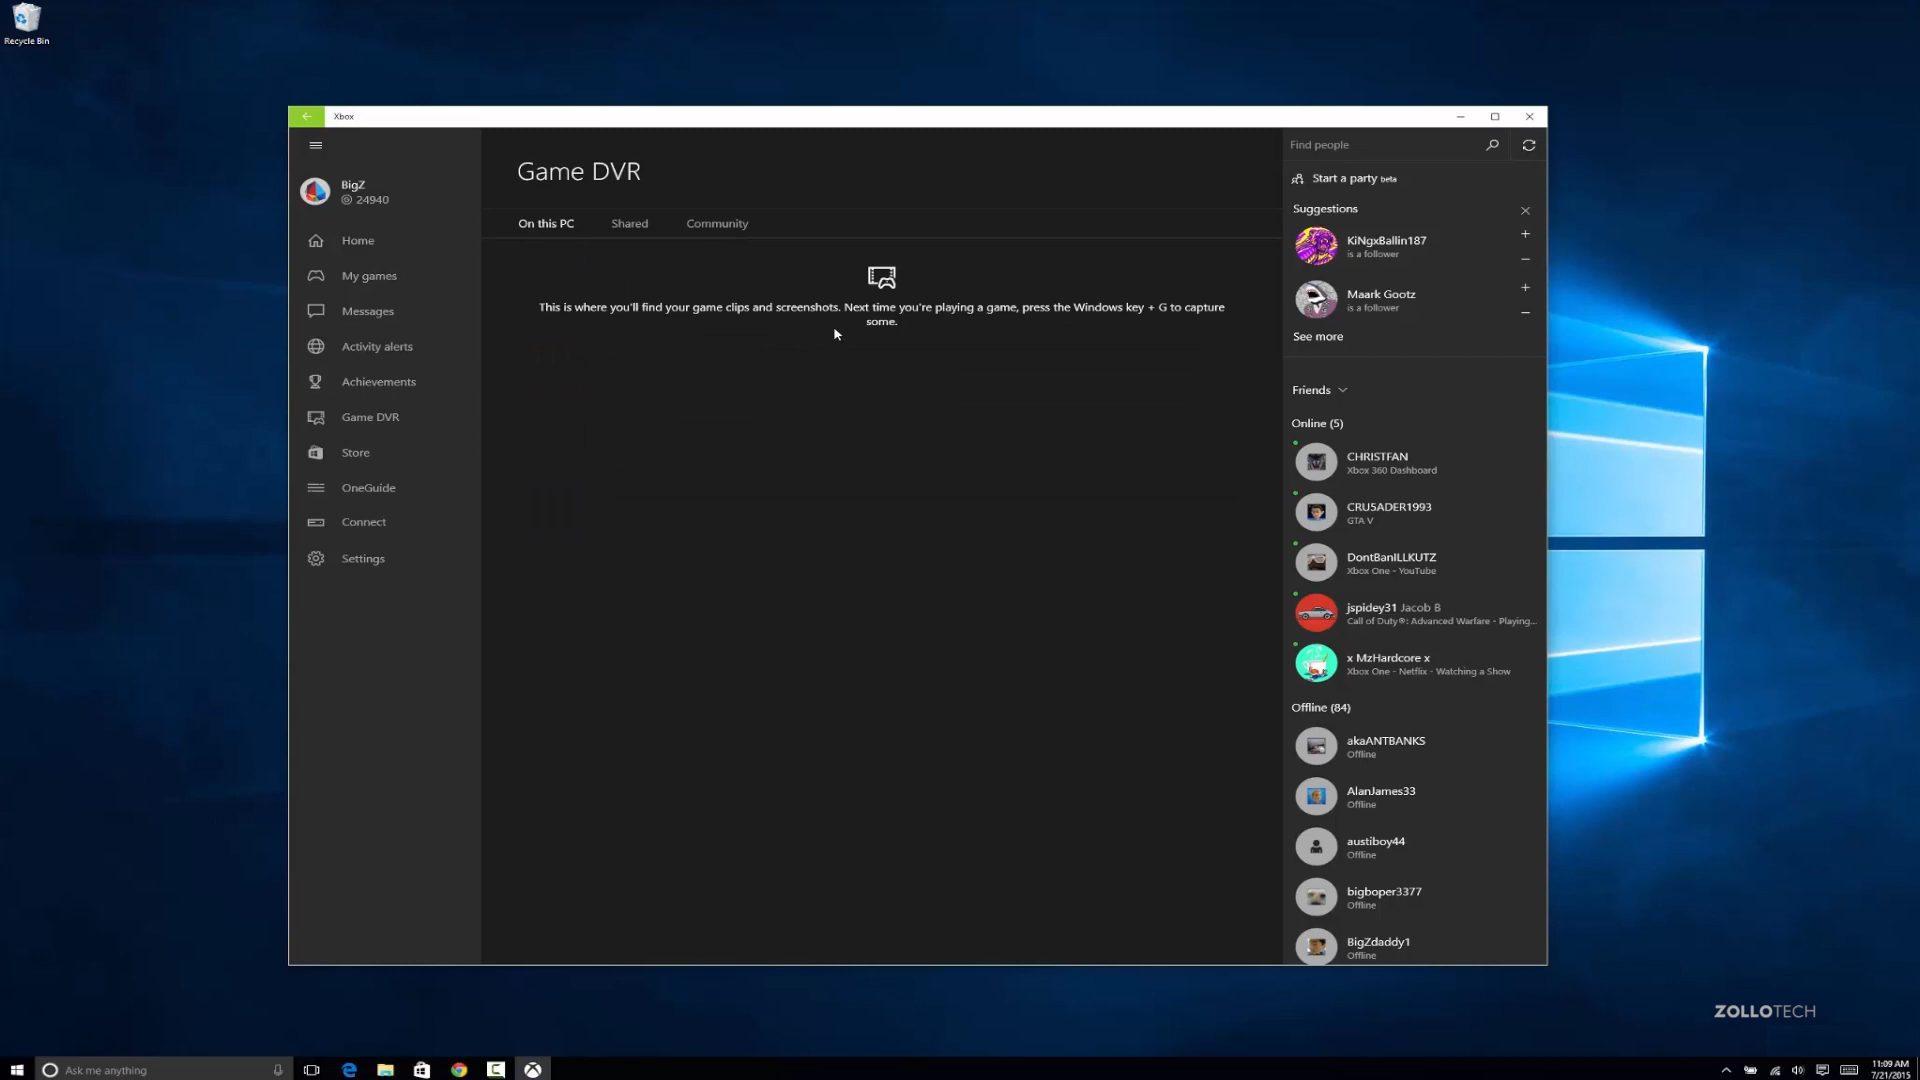 Recycle Bin
Xbox
BigZ
24940
Home
My games
Messages
Activity alerts
Achievements
Game DVR
Store
OneGuide
Connect
Settings
Game DVR
On this PC Shared Community
This is where you'll find your game clips and screenshots. Next time you're playing a game, press the Windows key + G to capture
some.
Find people
Start a party beta
Suggestions
KiNgxBallin187
is a follower
Maark Gootz
is a follower
See more
Friends
Online (5)
CHRISTFAN
Xbox 360 Dashboard
CRU5ADER1993
GTA V
DontBanILLKUTZ
Xbox One - YouTube
jspidey31 Jacob B
Call of Duty®: Advanced Warfare - Playing...
x MzHardcore x
Xbox One - Netflix - Watching a Show
Offline (84)
akaANTBANKS
Offline
AlanJames33
Offline
austiboy44
Offline
bigboper3377
Offline
BigZdaddy1
Offline
ZOLLOTECH
Ask me anything
11:09 AM
7/21/2015